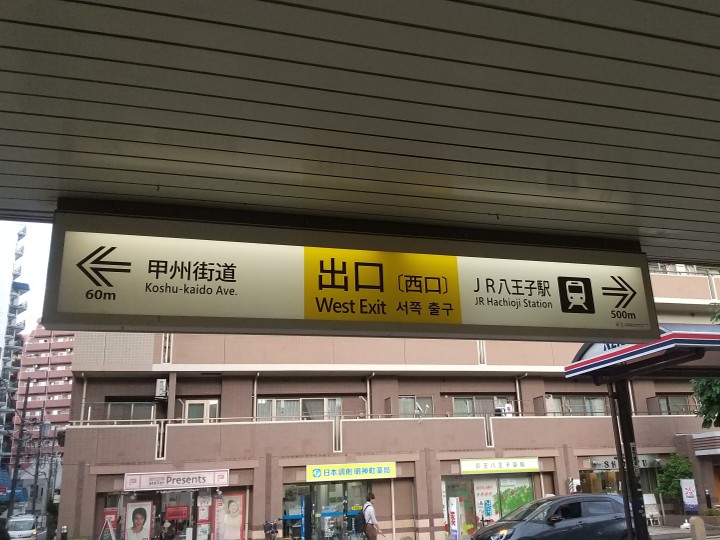 甲州街道
Koshu-kaido Ave.
60m
出口〔西口〕
West Exit 서쪽 출구
JR八王子駅
JR Hachioji Station
500m
Presents
日本調剤 明神町薬局